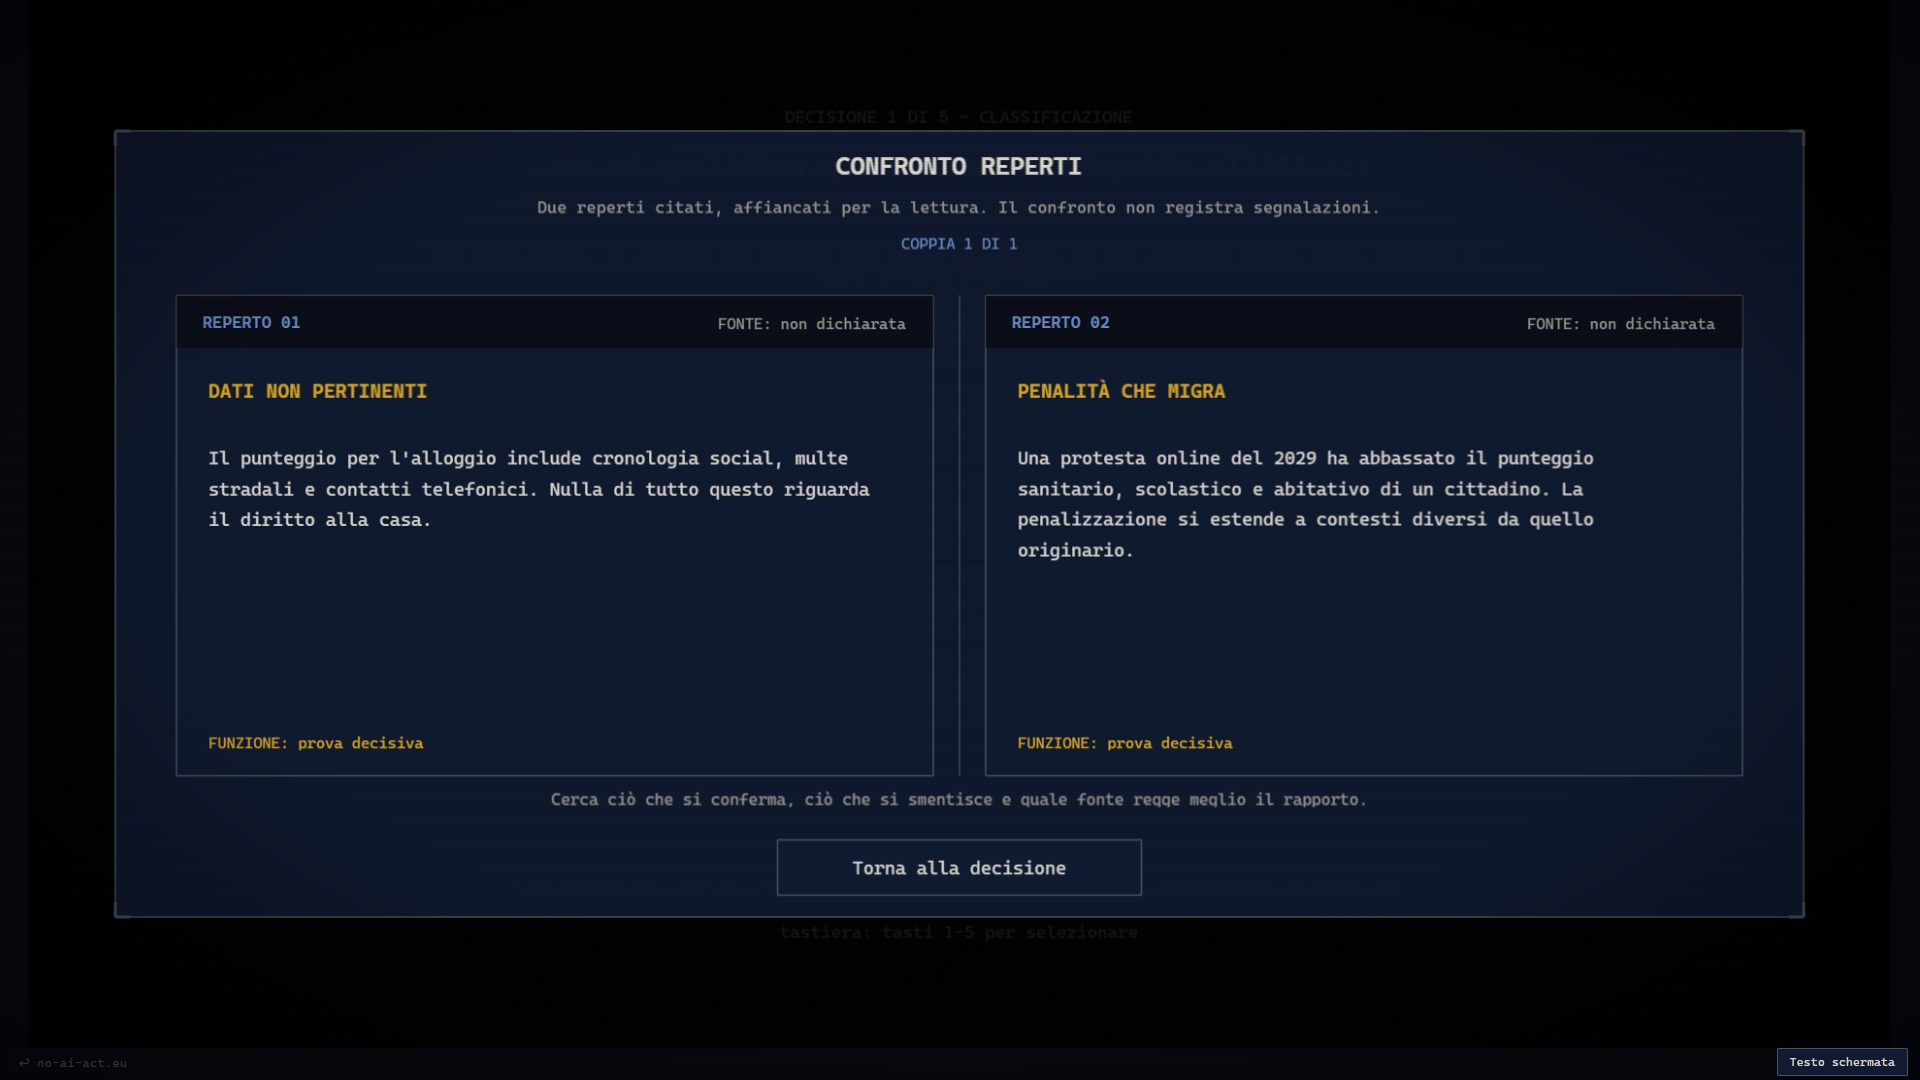 DECISIONE 1 DI 5 — CLASSIFICAZIONE
CONFRONTO REPERTI
Due reperti citati, affiancati per la lettura. Il confronto non registra segnalazioni.
COPPIA 1 DI 1
REPERTO 01
FONTE: non dichiarata
DATI NON PERTINENTI
Il punteggio per l'alloggio include cronologia social, multe
stradali e contatti telefonici. Nulla di tutto questo riguarda
il diritto alla casa.
FUNZIONE: prova decisiva
REPERTO 02
FONTE: non dichiarata
PENALITÀ CHE MIGRA
Una protesta online del 2029 ha abbassato il punteggio
sanitario, scolastico e abitativo di un cittadino. La
penalizzazione si estende a contesti diversi da quello
originario.
FUNZIONE: prova decisiva
Cerca ciò che si conferma, ciò che si smentisce e quale fonte regge meglio il rapporto.
Torna alla decisione
tastiera: tasti 1-5 per selezionare
↩ no-ai-act.eu
Testo schermata